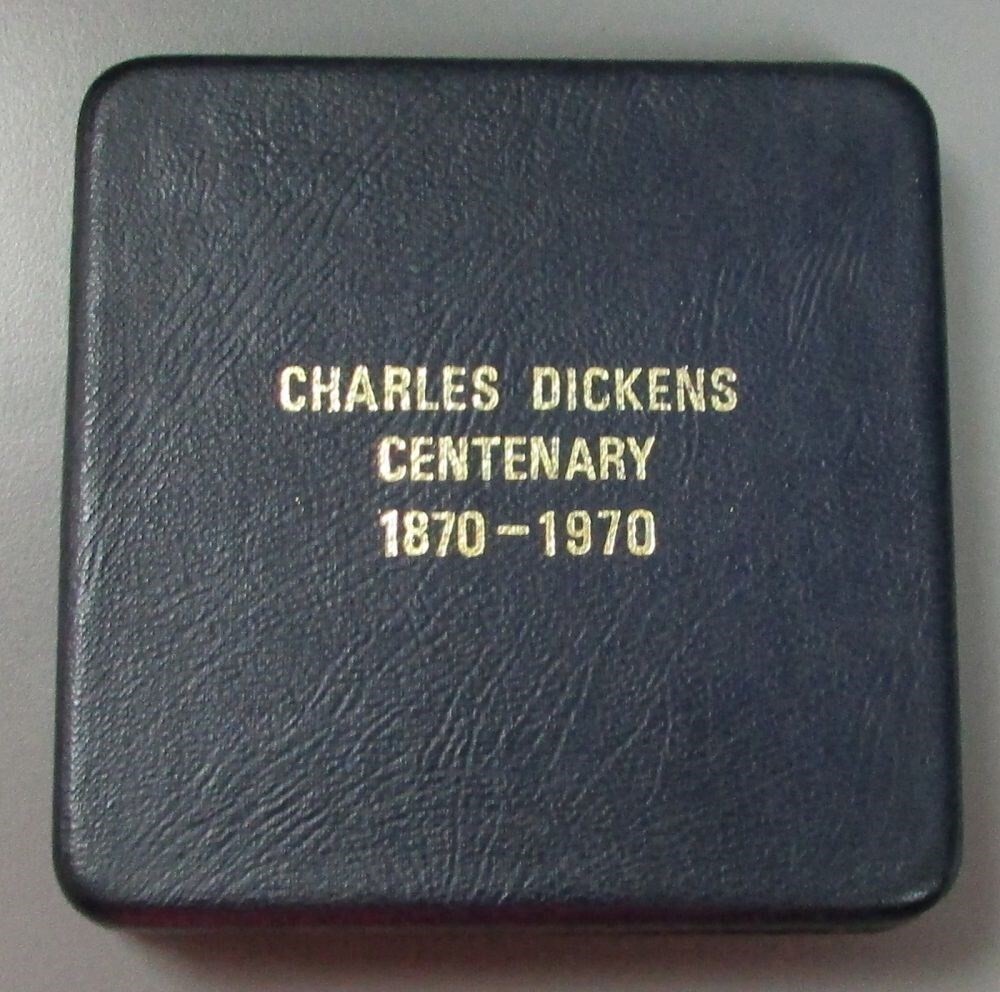 CHARLES DICKENS
CENTENARY
1870-1970